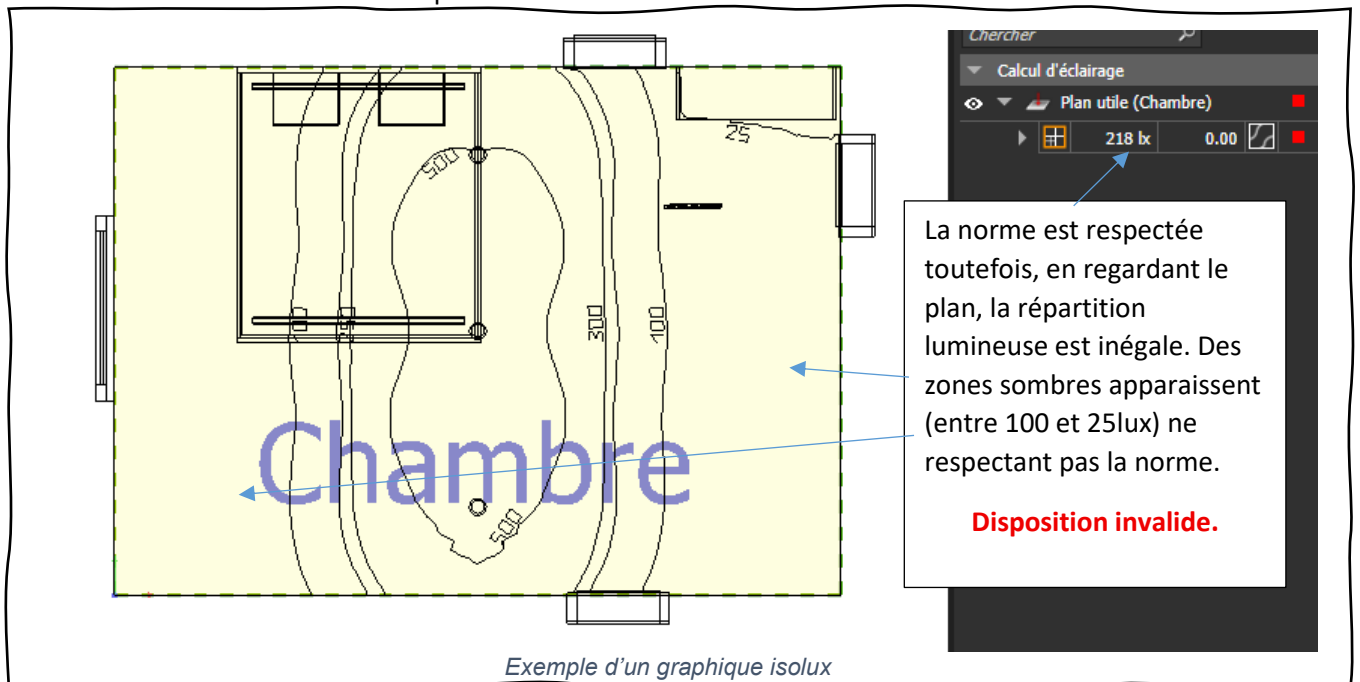 Chercher
Calcul d'éclairage
Plan utile (Chambre)
218 lx 0.00
25
500
300
100
Chambre
500
La norme est respectée
toutefois, en regardant le
plan, la répartition
lumineuse est inégale. Des
zones sombres apparaissent
(entre 100 et 25lux) ne
respectant pas la norme.
Disposition invalide.
Exemple d'un graphique isolux